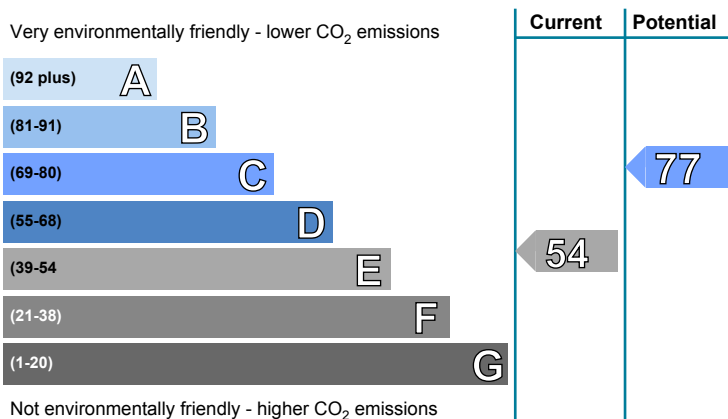 Current Potential
Very environmentally friendly - lower CO2 emissions
(92 plus) A
(81-91) B
(69-80) C
77
(55-68) D
(39-54 E
54
(21-38) F
(1-20) G
Not environmentally friendly - higher CO2 emissions